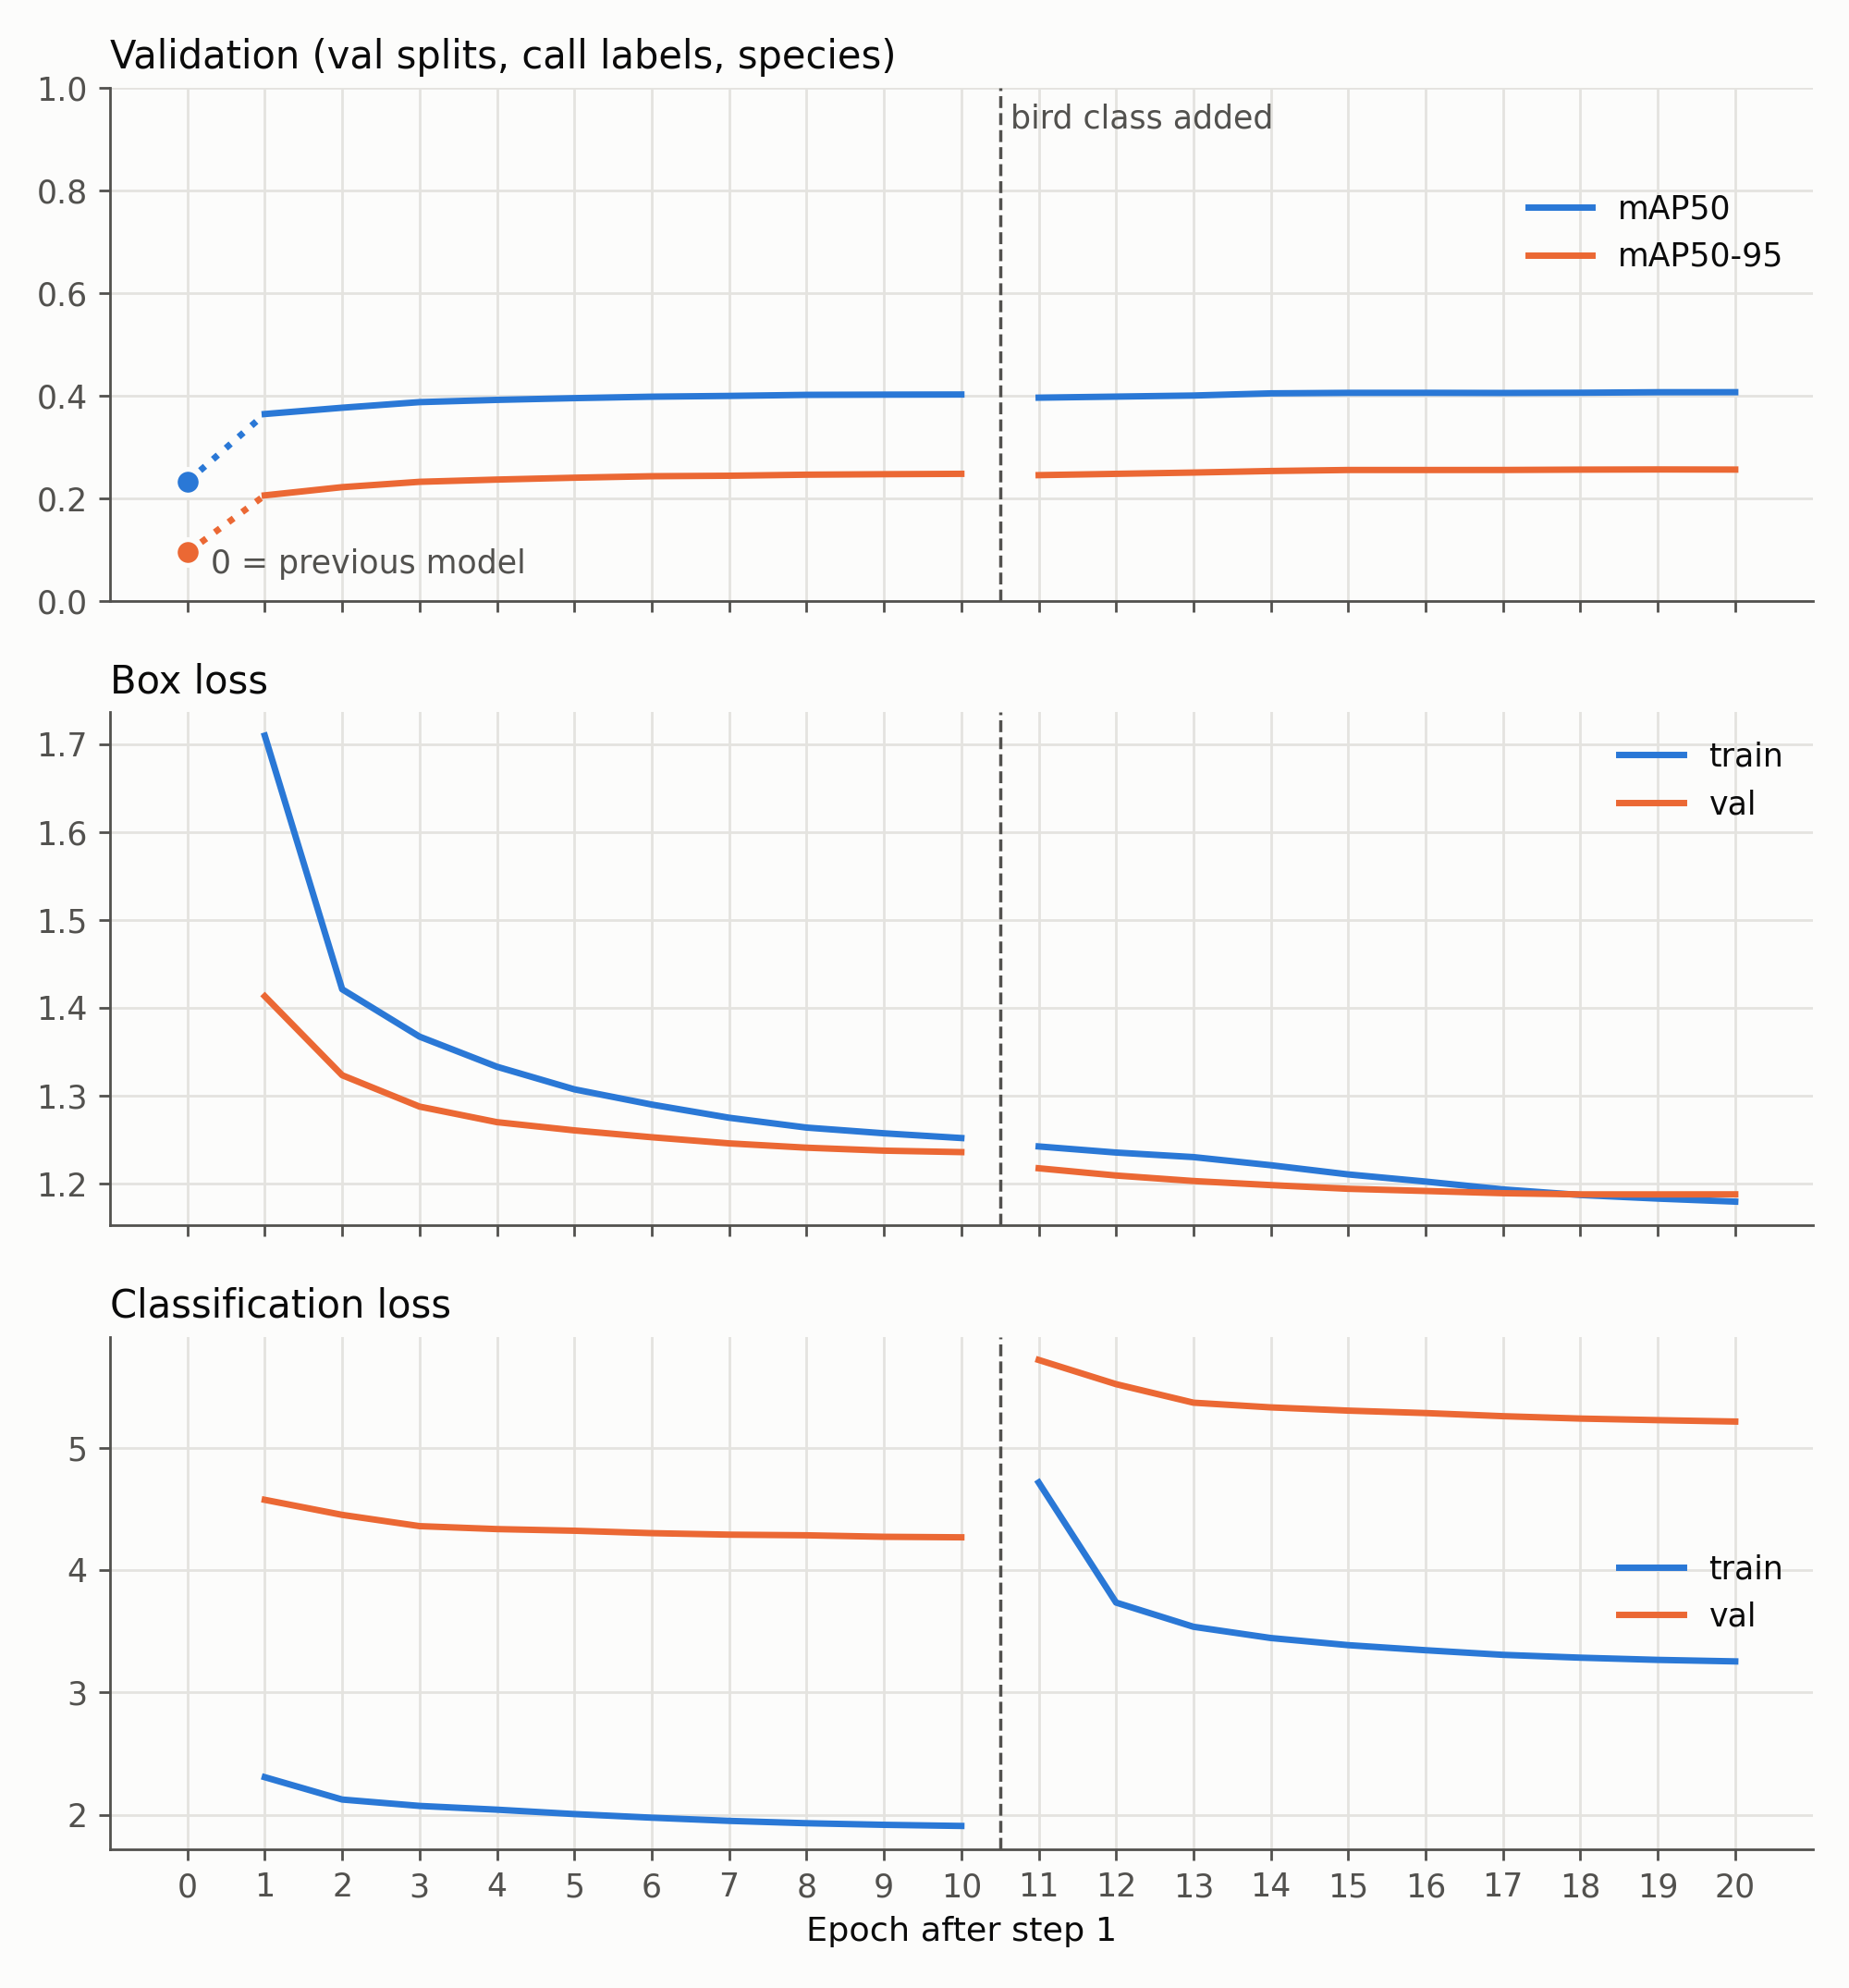 Validation (val splits, call labels, species)
1.0
bird class added
0.8
mAP50
mAP50-95
0.6
0.4
0.2
0 = previous model
0.0
Box loss
1.7
train
val
1.6
1.5
1.4
1.3
1.2
Classification loss
5
4
train
val
3
2
0 1 2 3 4 5 6 7 8 9 10 11 12 13 14 15 16 17 18 19 20
Epoch after step 1